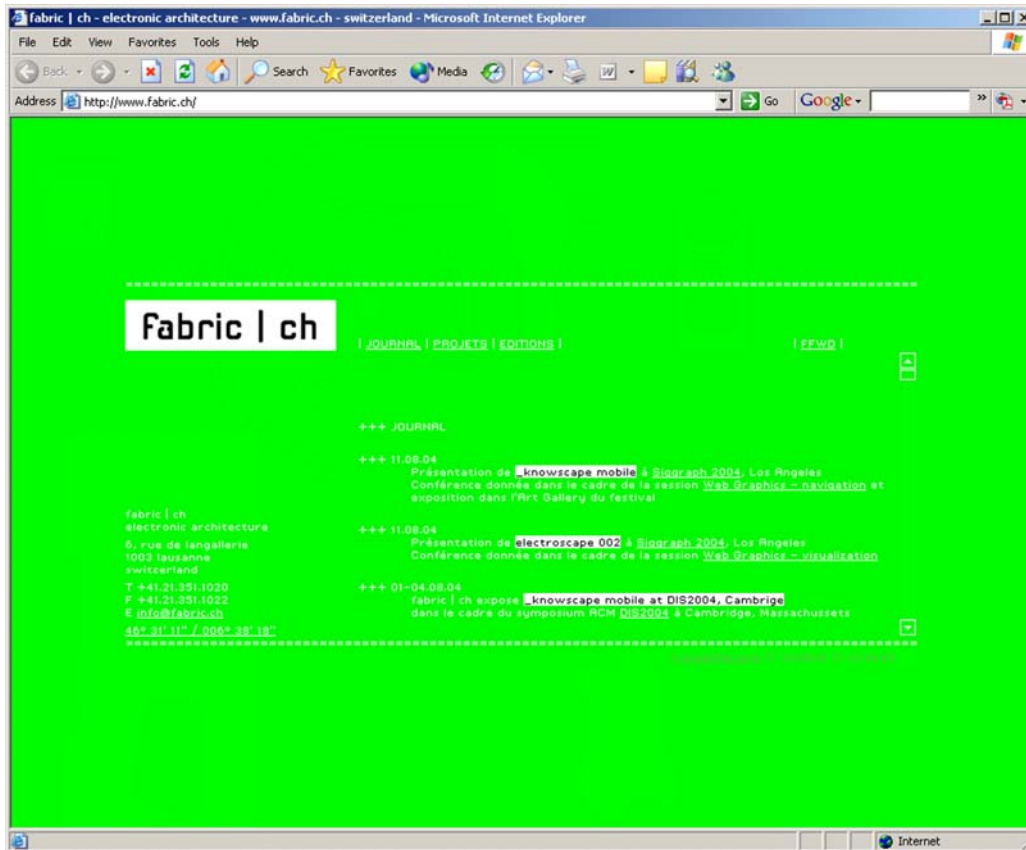 fabric | ch - electronic architecture - www.fabric.ch - switzerland - Microsoft Internet Explorer
File Edit View Favorites Tools Help
Back Search Favorites Media
Address http://www.fabric.ch/ Go Google
fabric | ch
| JOURNAL | PROJETS | EDITIONS | | FFWD |
+++ JOURNAL
+++ 11.08.04
Présentation de _knowscape mobile à Siggraph 2004, Los Angeles
Conférence donnée dans le cadre de la session Web Graphics - navigation et
exposition dans l'Art Gallery du festival
+++ 11.08.04
Présentation de electroscape 002 à Siggraph 2004, Los Angeles
Conférence donnée dans le cadre de la session Web Graphics - visualization
+++ 01-04.08.04
fabric | ch expose _knowscape mobile at DIS2004, Cambrige
dans le cadre du symposium ACM DIS2004 à Cambridge, Massachussets
fabric | ch
electronic architecture
6, rue de langallerie
1003 lausanne
switzerland
T +41.21.351.1020
F +41.21.351.1022
E info@fabric.ch
46° 31' 11" / 006° 38' 18"
Internet